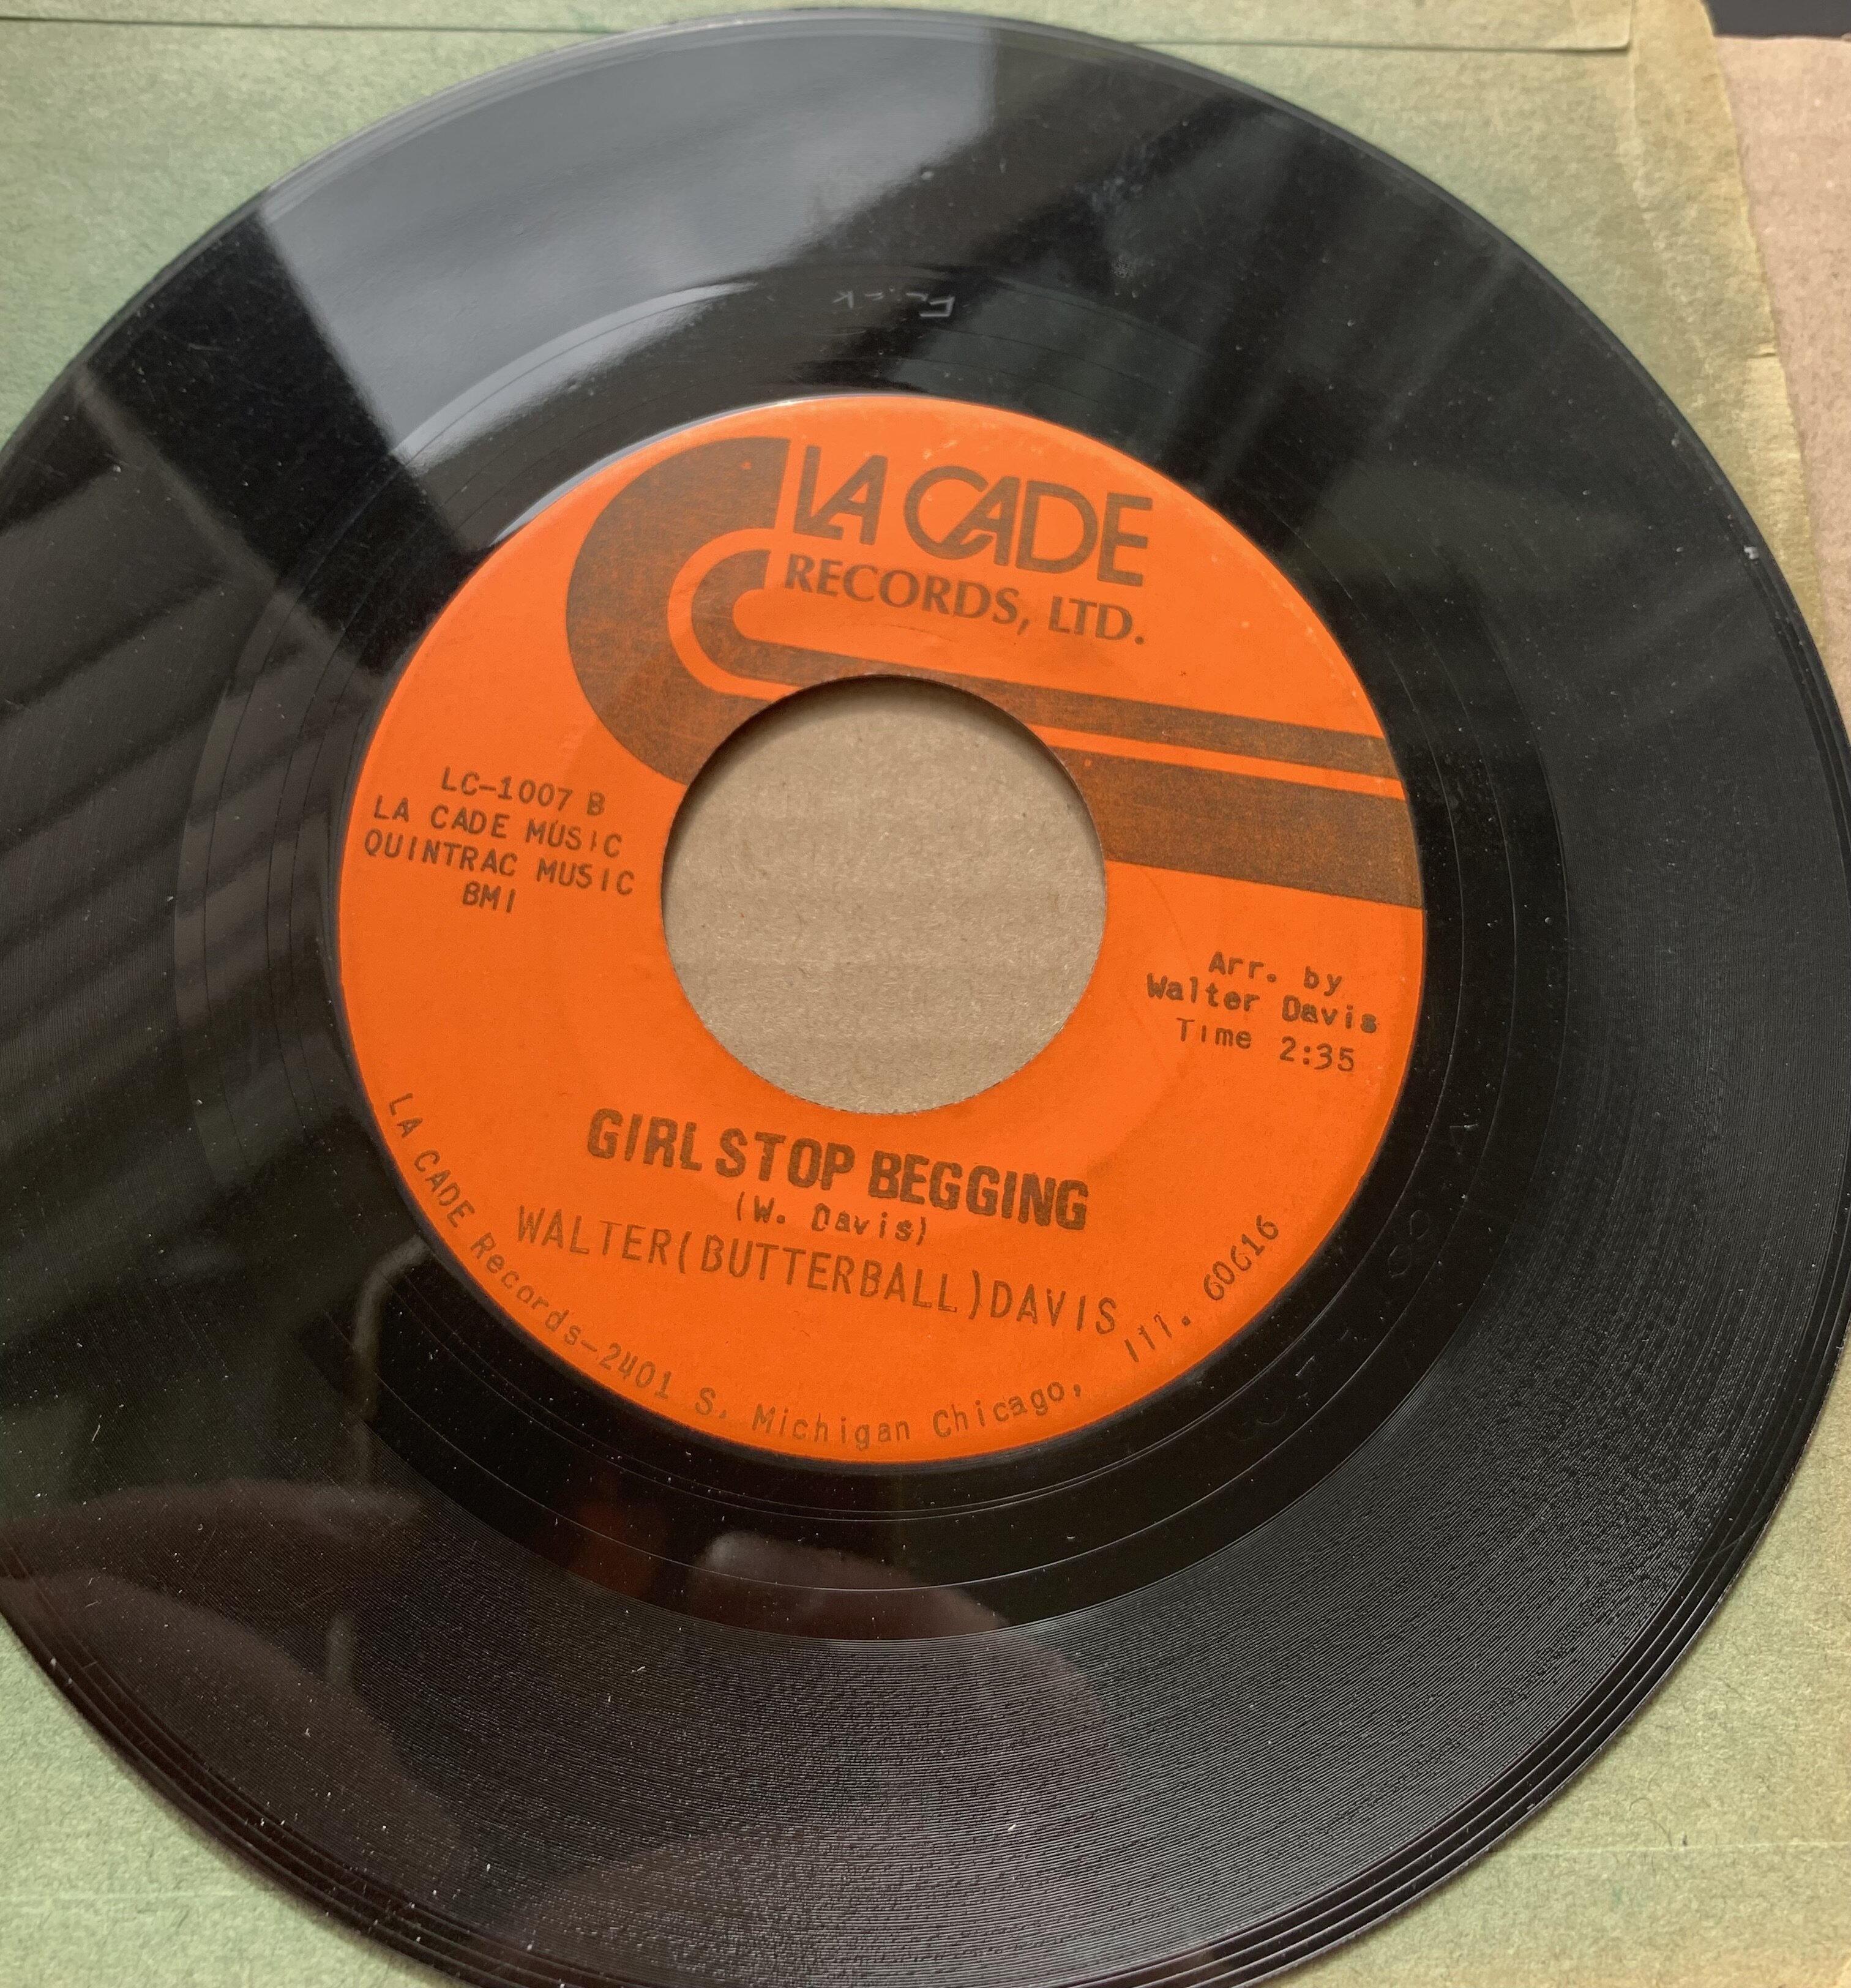 LA CADE
RECORDS, LTD.
LC-1007 B
LA CADE MUSIC
QUINTRAC MUSIC
BMI
Arr. by
Walter Davis
Time 2:35
GIRL STOP BEGGING
(W. Davis)
WALTER(BUTTERBALL)DAVIS
LA CADE Records-2401 S. Michigan Chicago, Ill. 60616